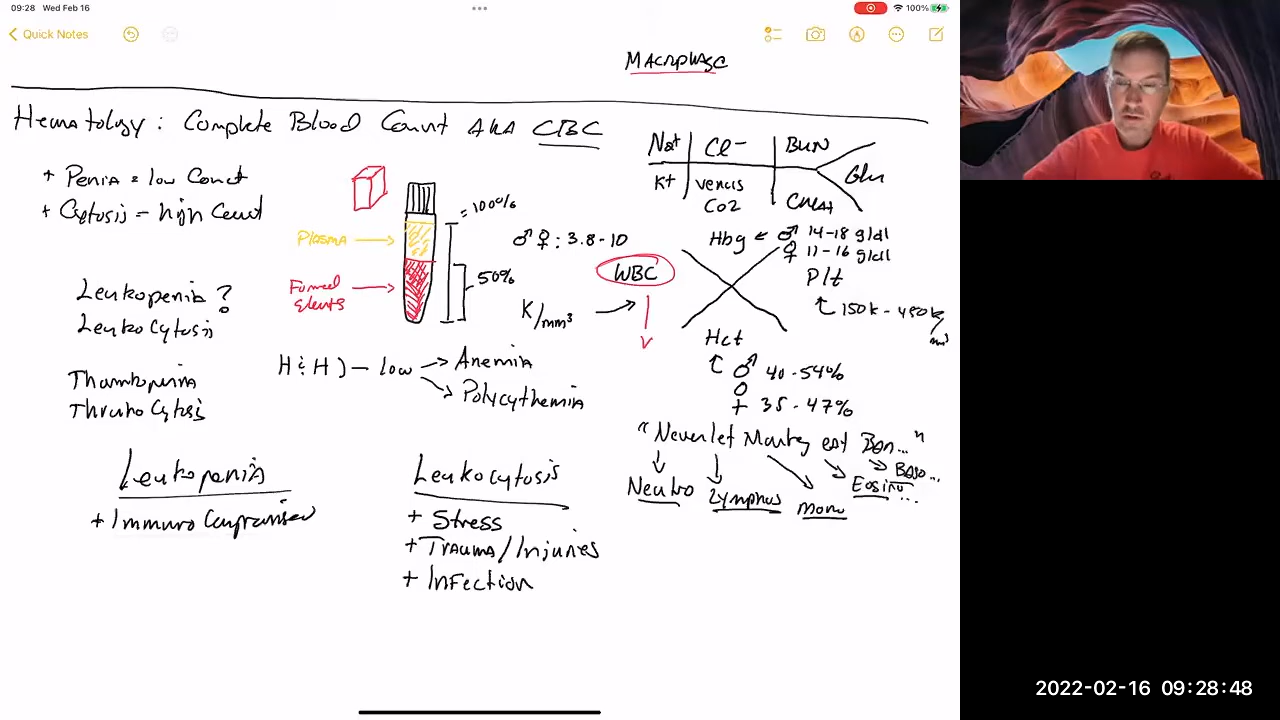 09:28 Wed Feb 16
100%
Quick Notes
Macrophage
Hematology: Complete Blood Count AKA CBC
+ Penia = low Count
+ Cytosis - high Count
Leukopenia ?
Leukocytosis
Plasma
Formed
= 100%
50%
♂ ♀ : 3.8-10
WBC
K/mm³
Na+ | Cl- | BUN
Glu
K+ | venus CO2 | Creat
Hbg ← ♂ 14-18 g/dl
♀ 11-16 g/dl
Plt
150k - 450k/mm³
Hct
♂ 40-54%
♀ 35-47%
H & H ) - low → Anemia
Polycythemia
Thrombopenia
"Never let Monkey eat Ban..."
Neutro
Lymphos
Mono
Eosino...
Baso...
Leukopenia
+ Immuno Compromised
Leukocytosis
+ Stress
+ Trauma/Injuries
+ Infection
2022-02-16 09:28:48